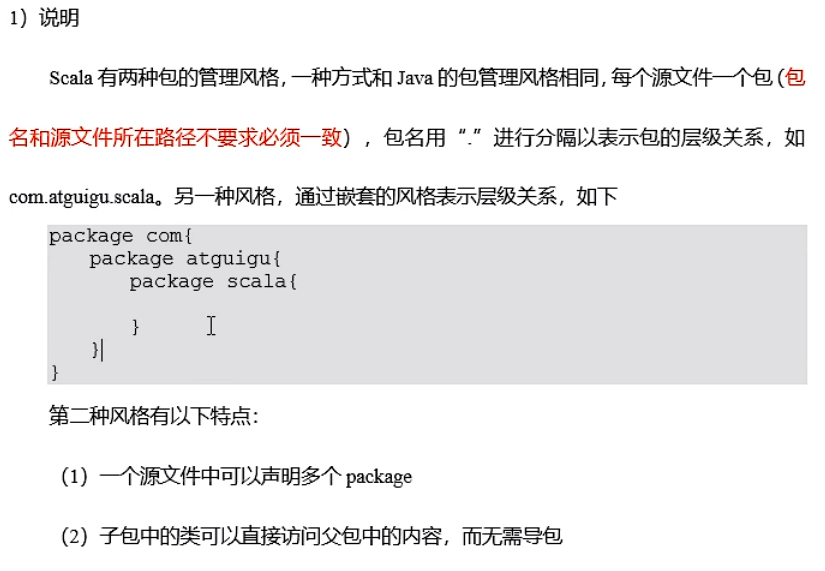 1）说明
Scala 有两种包的管理风格，一种方式和 Java 的包管理风格相同，每个源文件一个包（包
名和源文件所在路径不要求必须一致），包名用“.”进行分隔以表示包的层级关系，如
com.atguigu.scala。另一种风格，通过嵌套的风格表示层级关系，如下
package com{
package atguigu{
package scala{
}
}
}
第二种风格有以下特点：
（1）一个源文件中可以声明多个 package
（2）子包中的类可以直接访问父包中的内容，而无需导包